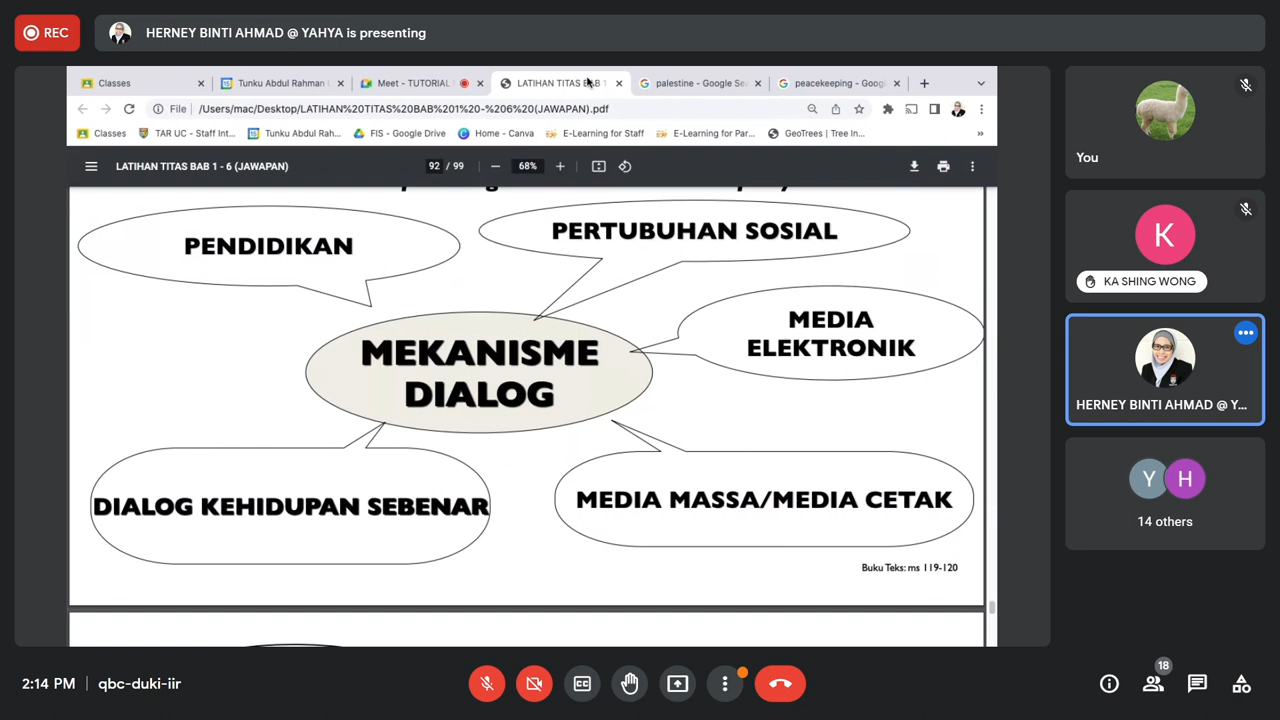 REC
HERNEY BINTI AHMAD @ YAHYA is presenting
Classes
Tunku Abdul Rahman
Meet - TUTORIAL
LATIHAN TITAS BAB 1
palestine - Google Se
peacekeeping - Goog
File
/Users/mac/Desktop/LATIHAN%20TITAS%20BAB%201%20-%206%20(JAWAPAN).pdf
Classes
TAR UC - Staff Int...
Tunku Abdul Rah...
FIS - Google Drive
Home - Canva
E-Learning for Staff
E-Learning for Par...
GeoTrees | Tree In...
LATIHAN TITAS BAB 1 - 6 (JAWAPAN)
92 / 99
68%
PENDIDIKAN
PERTUBUHAN SOSIAL
MEDIA
ELEKTRONIK
MEKANISME
DIALOG
DIALOG KEHIDUPAN SEBENAR
MEDIA MASSA/MEDIA CETAK
Buku Teks: ms 119-120
You
K
KA SHING WONG
HERNEY BINTI AHMAD @ Y...
Y
H
14 others
2:14 PM
qbc-duki-iir
18